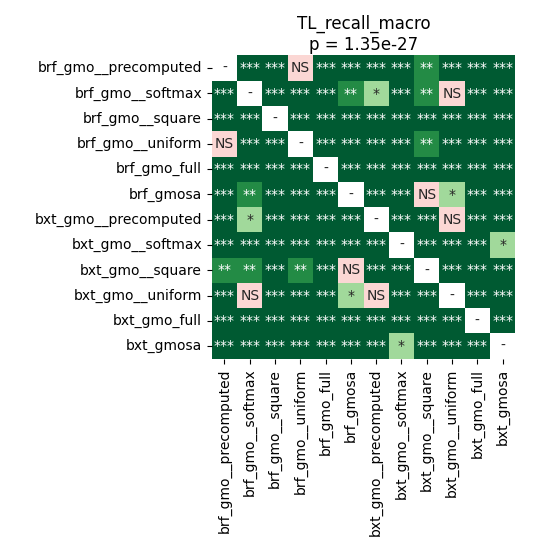 TL_recall_macro
p = 1.35e-27
brf_gmo__precomputed - *** *** NS *** *** *** *** ** *** *** ***
brf_gmo__softmax *** - *** *** *** ** * *** ** NS *** ***
brf_gmo__square *** *** - *** *** *** *** *** *** *** *** ***
brf_gmo__uniform NS *** *** - *** *** *** *** ** *** *** ***
brf_gmo_full *** *** *** *** - *** *** *** *** *** *** ***
brf_gmosa *** ** *** *** *** - *** *** NS * *** ***
bxt_gmo__precomputed *** * *** *** *** *** - *** *** NS *** ***
bxt_gmo__softmax *** *** *** *** *** *** *** - *** *** *** *
bxt_gmo__square ** ** *** ** *** NS *** *** - *** *** ***
bxt_gmo__uniform *** NS *** *** *** * NS *** *** - *** ***
bxt_gmo_full *** *** *** *** *** *** *** *** *** *** - ***
bxt_gmosa *** *** *** *** *** *** *** * *** *** *** -
brf_gmo__precomputed
brf_gmo__softmax
brf_gmo__square
brf_gmo__uniform
brf_gmo_full
brf_gmosa
bxt_gmo__precomputed
bxt_gmo__softmax
bxt_gmo__square
bxt_gmo__uniform
bxt_gmo_full
bxt_gmosa